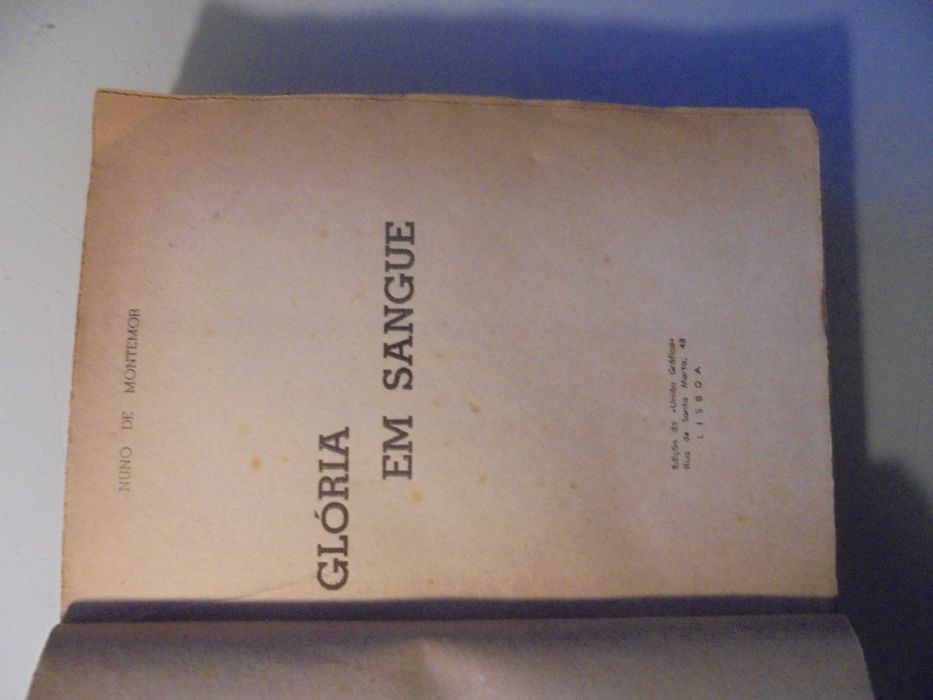 NUNO DE MONTEMOR
GLÓRIA
EM SANGUE
Edição da «União Gráfica»
Rua de Santa Marta, 48
LISBOA